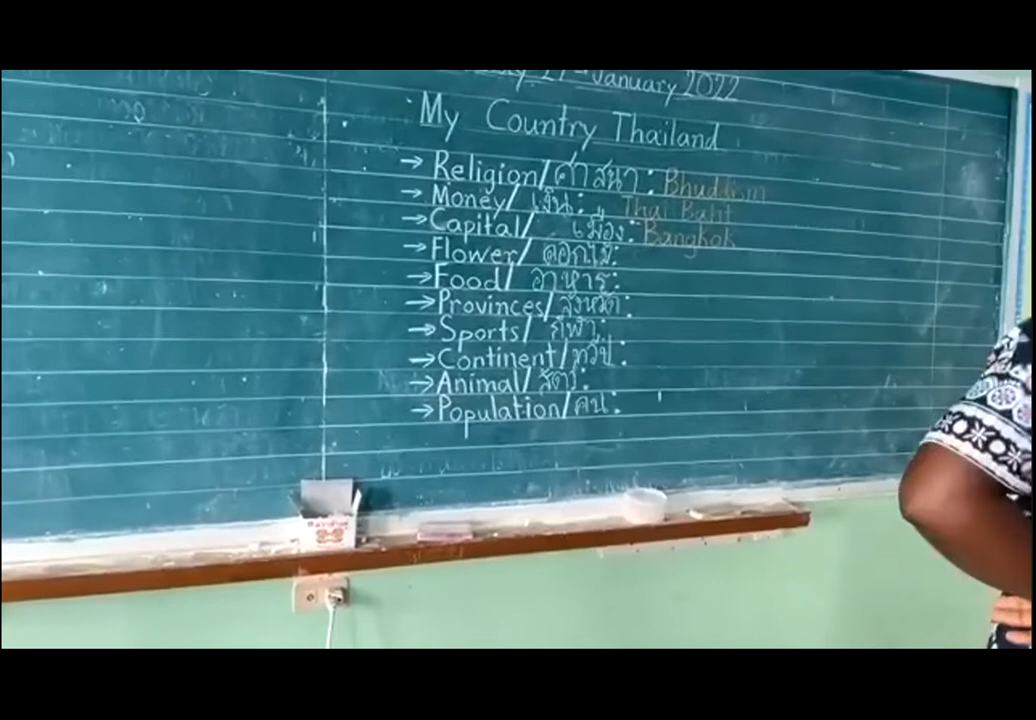 27 - January 2022
My Country Thailand
→ Religion/ศาสนา: Bhuddism
→ Money/ เงิน: Thai Baht
→ Capital/ เมือง: Bangkok
→ Flower/ ดอกไม้:
→ Food/ อาหาร:
→ Provinces/ จังหวัด:
→ Sports/ กีฬา:
→ Continent/ทวีป:
→ Animal/ สัตว์:
→ Population/คน: